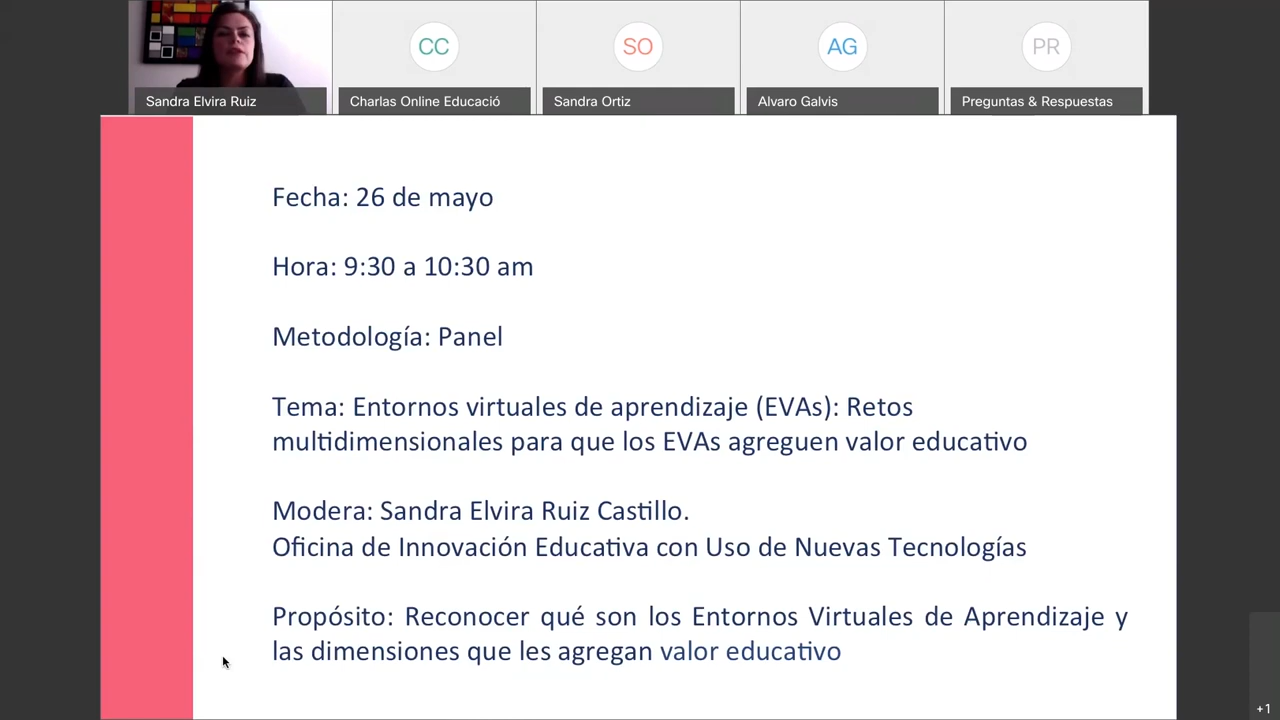 CC
SO
AG
PR
Sandra Elvira Ruiz
Charlas Online Educació
Sandra Ortiz
Alvaro Galvis
Preguntas & Respuestas
Fecha: 26 de mayo
Hora: 9:30 a 10:30 am
Metodología: Panel
Tema: Entornos virtuales de aprendizaje (EVAs): Retos
multidimensionales para que los EVAs agreguen valor educativo
Modera: Sandra Elvira Ruiz Castillo.
Oficina de Innovación Educativa con Uso de Nuevas Tecnologías
Propósito: Reconocer qué son los Entornos Virtuales de Aprendizaje y
las dimensiones que les agregan valor educativo
+1